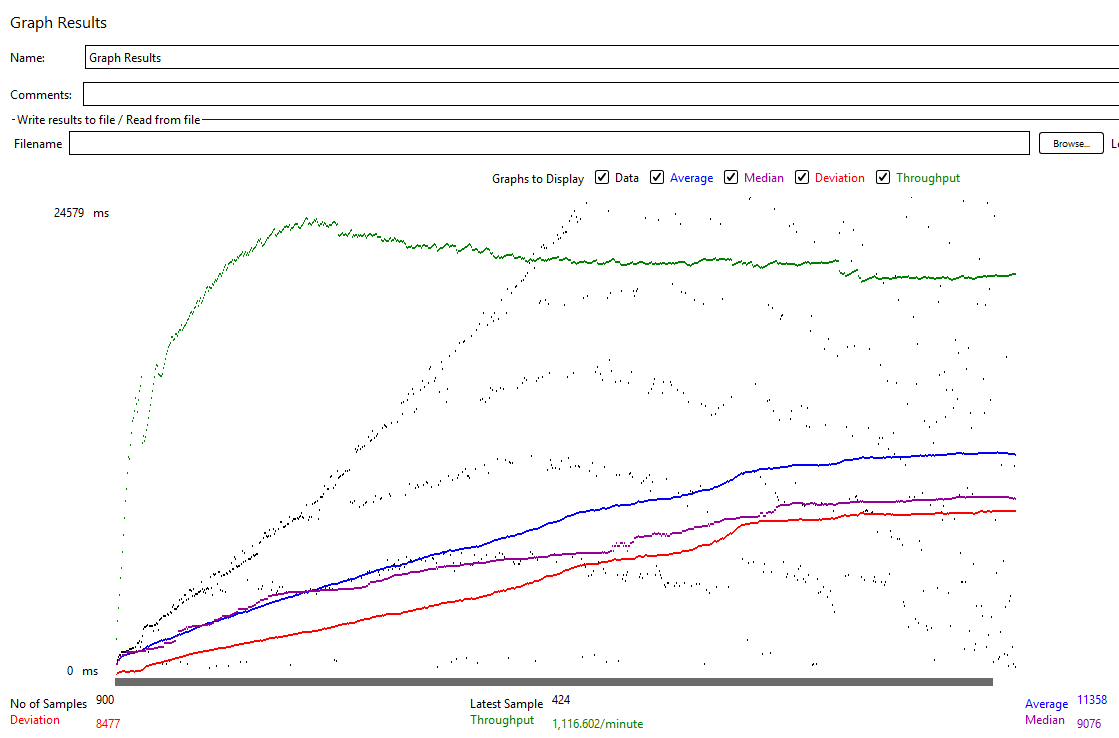 Graph Results
Name: Graph Results
Comments:
Write results to file / Read from file
Filename Browse...
Graphs to Display Data Average Median Deviation Throughput
24579 ms
0 ms
No of Samples 900 Latest Sample 424 Average 11358
Deviation 8477 Throughput 1,116.602/minute Median 9076